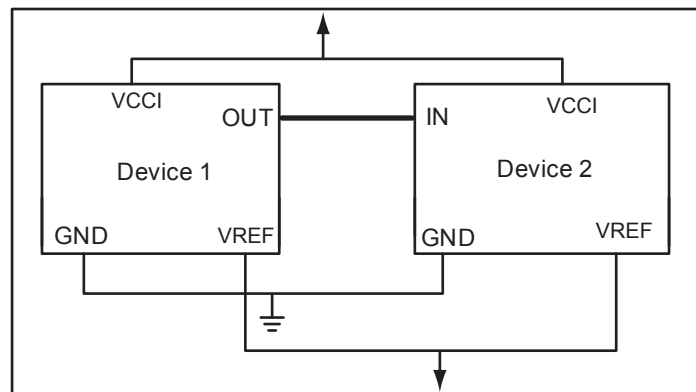 VCCI
VCCI
OUT
IN
Device 1
Device 2
GND
VREF
GND
VREF